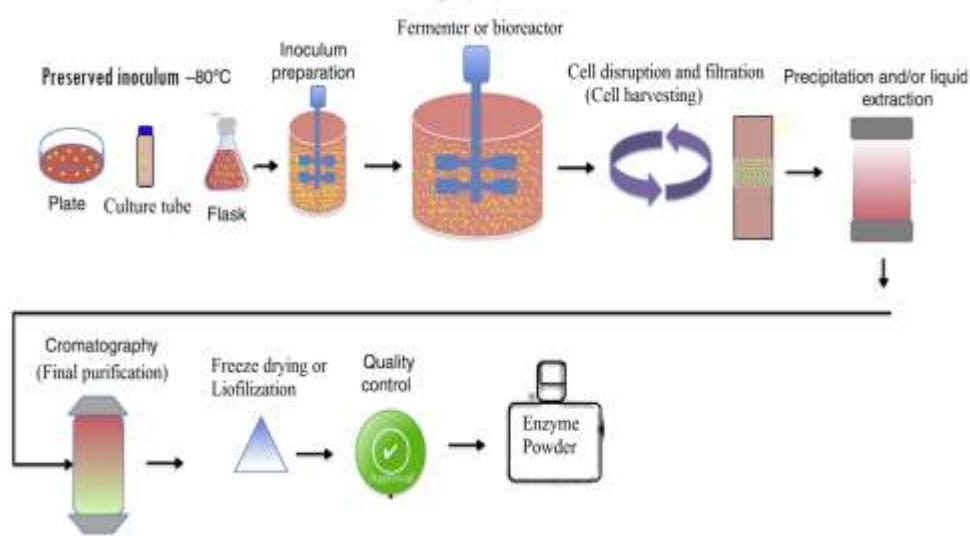 Fermenter or bioreactor
Inoculum
preparation
Preserved inoculum –80°C
Cell disruption and filtration
(Cell harvesting)
Precipitation and/or liquid
extraction
Plate
Culture tube
Flask
Cromatography
(Final purification)
Freeze drying or
Liofilization
Quality
control
Approved
Enzyme
Powder